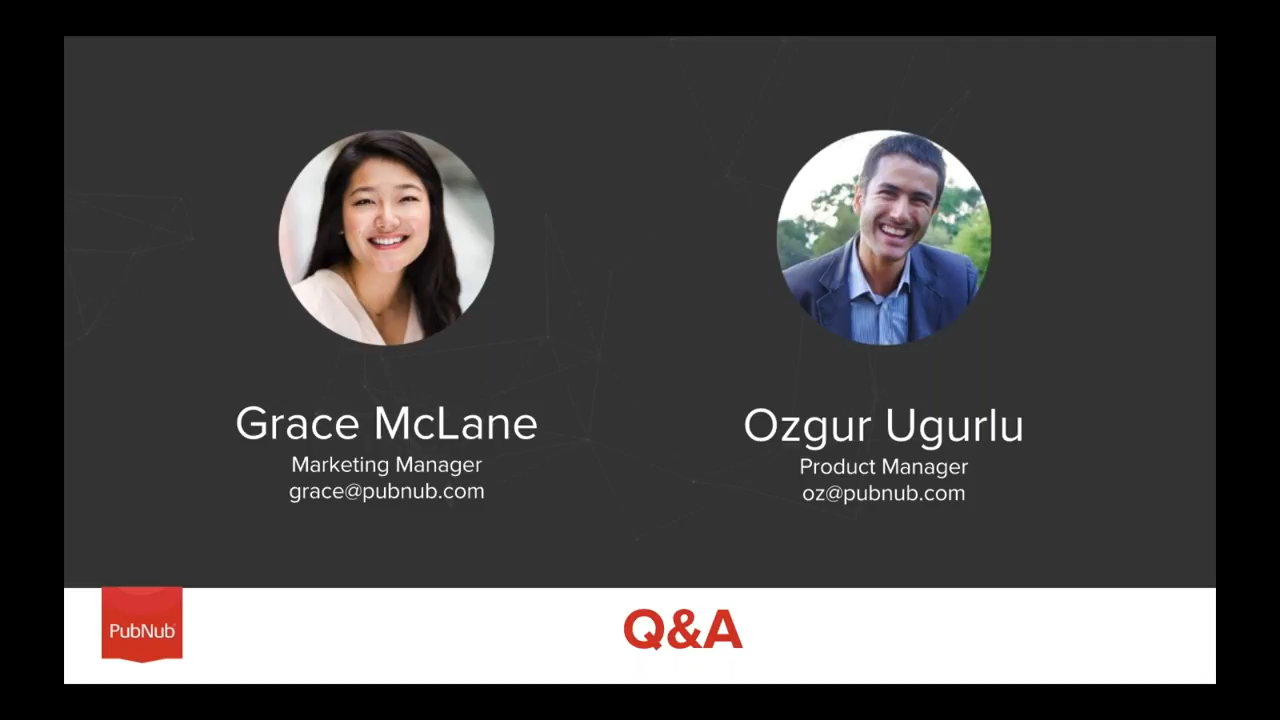 Grace McLane
Marketing Manager
grace@pubnub.com
Ozgur Ugurlu
Product Manager
oz@pubnub.com
PubNub
Q&A